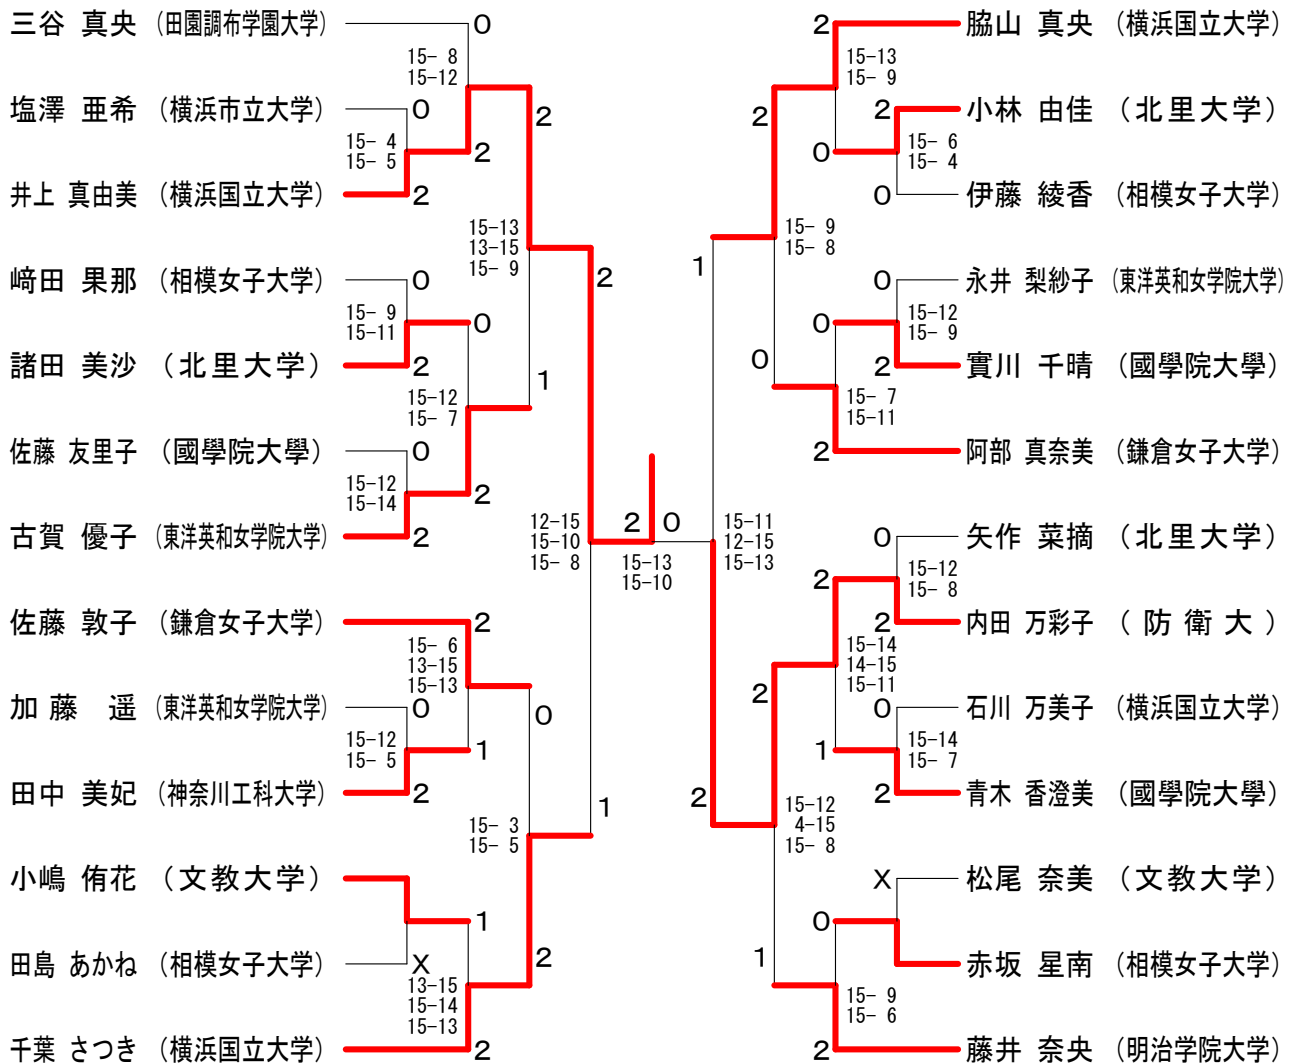 三谷 真央 (田園調布学園大学) 0
15- 8
15-12
塩澤 亜希 (横浜市立大学) 0
2
15- 4
15- 5
2
井上 真由美 (横浜国立大学) 2
15-13
13-15
15- 9
﨑田 果那 (相模女子大学) 0
2
15- 9
15-11
0
諸田 美沙 (北里大学) 2
1
15-12
15- 7
佐藤 友里子 (國學院大學) 0
15-12
15-14
2
古賀 優子 (東洋英和女学院大学) 2
12-15
15-10
15- 8
佐藤 敦子 (鎌倉女子大学) 2
15- 6
13-15
15-13
加藤 遥 (東洋英和女学院大学) 0
0
15-12
15- 5
1
田中 美妃 (神奈川工科大学) 2
1
15- 3
15- 5
小嶋 侑花 (文教大学)
1
田島 あかね (相模女子大学) X
2
13-15
15-14
15-13
千葉 さつき (横浜国立大学) 2
2 0
15-13
15-10
2 脇山 真央 (横浜国立大学)
15-13
15- 9
2
2 小林 由佳 (北里大学)
0
15- 6
15- 4
0 伊藤 綾香 (相模女子大学)
15- 9
15- 8
1
0 永井 梨紗子 (東洋英和女学院大学)
0
15-12
15- 9
0
2 實川 千晴 (國學院大學)
15- 7
15-11
2 阿部 真奈美 (鎌倉女子大学)
15-11
12-15
15-13
0 矢作 菜摘 (北里大学)
2
15-12
15- 8
2 内田 万彩子 (防衛大)
15-14
14-15
15-11
2
0 石川 万美子 (横浜国立大学)
1
15-14
15- 7
2 青木 香澄美 (國學院大學)
2
15-12
4-15
15- 8
X 松尾 奈美 (文教大学)
0
1
赤坂 星南 (相模女子大学)
15- 9
15- 6
2 藤井 奈央 (明治学院大学)